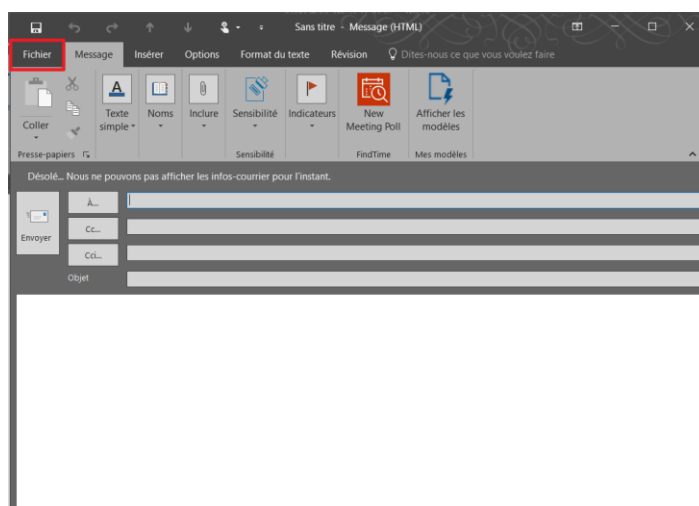 Sans titre - Message (HTML)
Fichier Message Insérer Options Format du texte Révision Dites-nous ce que vous voulez faire
Coller Texte simple Noms Inclure Sensibilité Indicateurs New Meeting Poll Afficher les modèles
Presse-papiers Sensibilité FindTime Mes modèles
Désolé... Nous ne pouvons pas afficher les infos-courrier pour l'instant.
Envoyer
À...
Cc...
Cci...
Objet